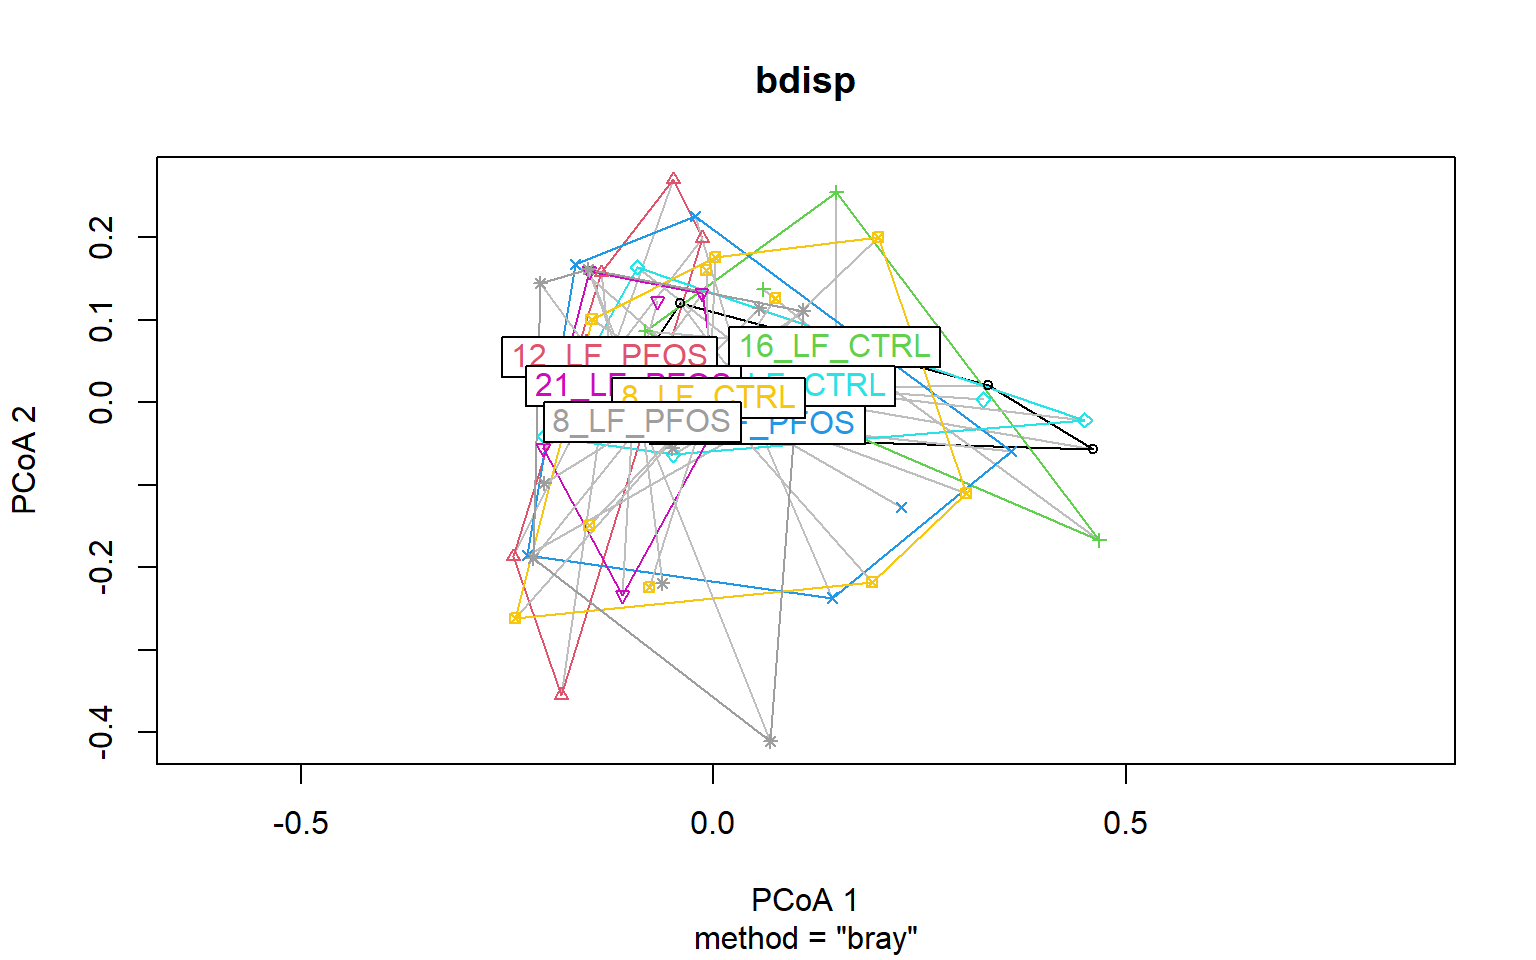 bdisp
PCoA 2
0.2
0.1
0.0
-0.2
-0.4
12_LF_PFOS
16_LF_CTRL
21_LF_PFOS
CTRL
8_LF_CTRL
8_LF_PFOS
_PFOS
-0.5
0.0
0.5
PCoA 1
method = "bray"